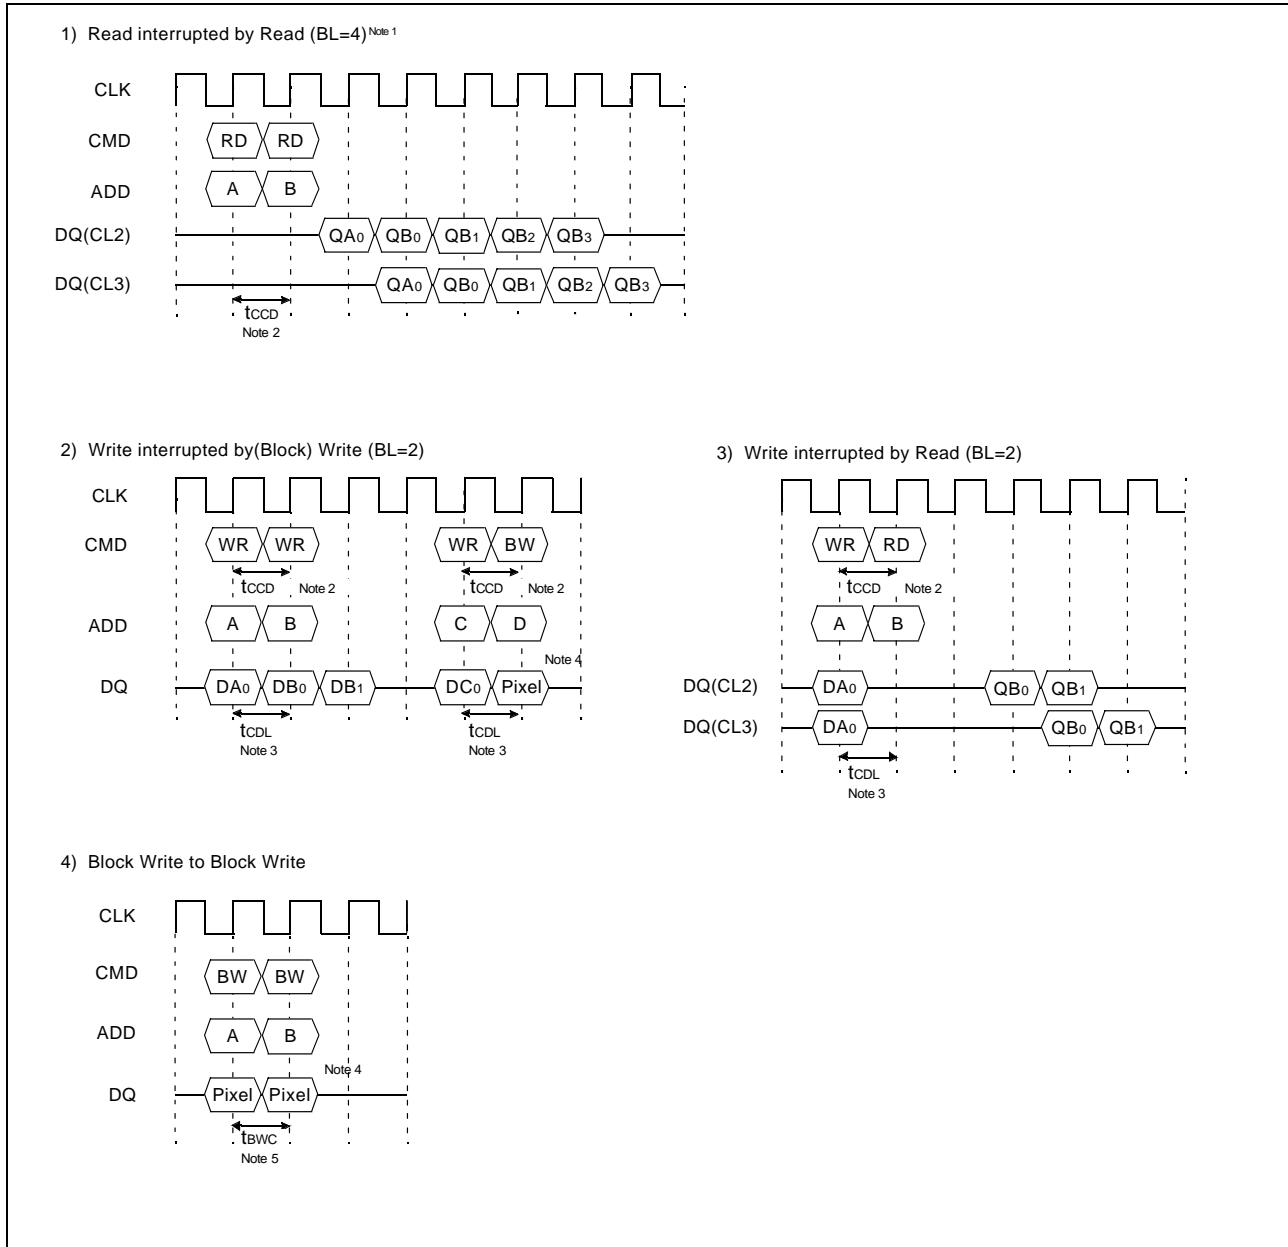 1) Read interrupted by Read (BL=4) Note 1
CLK
CMD RD RD
ADD A B
DQ(CL2) QA0 QB0 QB1 QB2 QB3
DQ(CL3) QA0 QB0 QB1 QB2 QB3
tCCD
Note 2
2) Write interrupted by(Block) Write (BL=2)
CLK
CMD WR WR WR BW
tCCD Note 2 tCCD Note 2
ADD A B C D
Note 4
DQ DA0 DB0 DB1 DC0 Pixel
tCDL tCDL
Note 3 Note 3
3) Write interrupted by Read (BL=2)
CLK
CMD WR RD
tCCD Note 2
ADD A B
DQ(CL2) DA0 QB0 QB1
DQ(CL3) DA0 QB0 QB1
tCDL
Note 3
4) Block Write to Block Write
CLK
CMD BW BW
ADD A B
Note 4
DQ Pixel Pixel
tBWC
Note 5